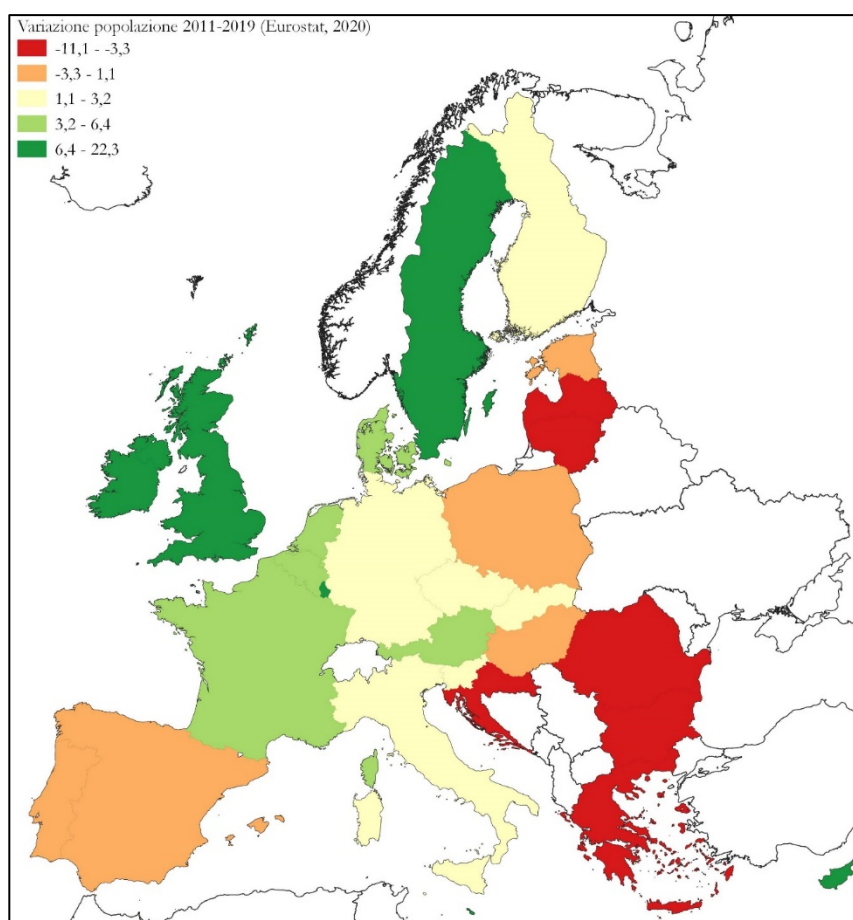 Variazione popolazione 2011-2019 (Eurostat, 2020)
-11,1 - -3,3
-3,3 - 1,1
1,1 - 3,2
3,2 - 6,4
6,4 - 22,3